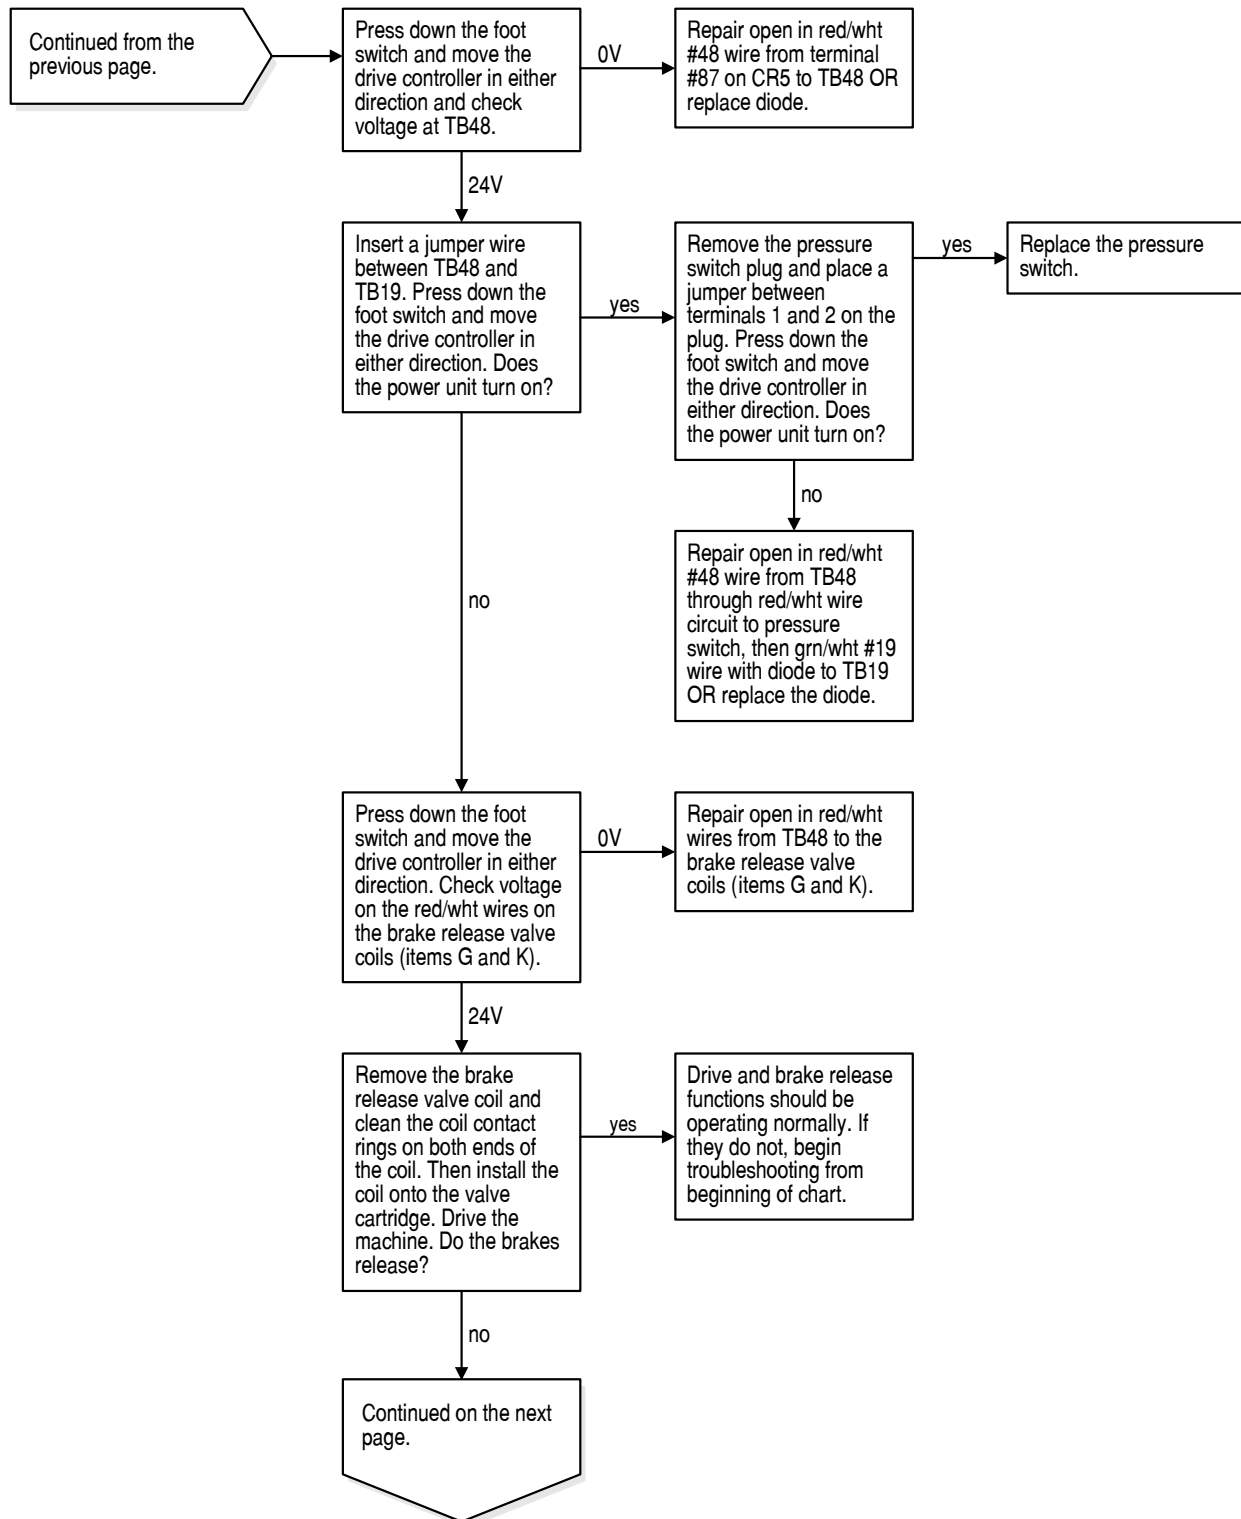 Continued from the
previous page.
Press down the foot
switch and move the
drive controller in either
direction and check
voltage at TB48.
0V
Repair open in red/wht
#48 wire from terminal
#87 on CR5 to TB48 OR
replace diode.
24V
Insert a jumper wire
between TB48 and
TB19. Press down the
foot switch and move
the drive controller in
either direction. Does
the power unit turn on?
yes
Remove the pressure
switch plug and place a
jumper between
terminals 1 and 2 on the
plug. Press down the
foot switch and move
the drive controller in
either direction. Does
the power unit turn on?
yes
Replace the pressure
switch.
no
Repair open in red/wht
#48 wire from TB48
through red/wht wire
circuit to pressure
switch, then grn/wht #19
wire with diode to TB19
OR replace the diode.
no
Press down the foot
switch and move the
drive controller in either
direction. Check voltage
on the red/wht wires on
the brake release valve
coils (items G and K).
0V
Repair open in red/wht
wires from TB48 to the
brake release valve
coils (items G and K).
24V
Remove the brake
release valve coil and
clean the coil contact
rings on both ends of
the coil. Then install the
coil onto the valve
cartridge. Drive the
machine. Do the brakes
release?
yes
Drive and brake release
functions should be
operating normally. If
they do not, begin
troubleshooting from
beginning of chart.
no
Continued on the next
page.